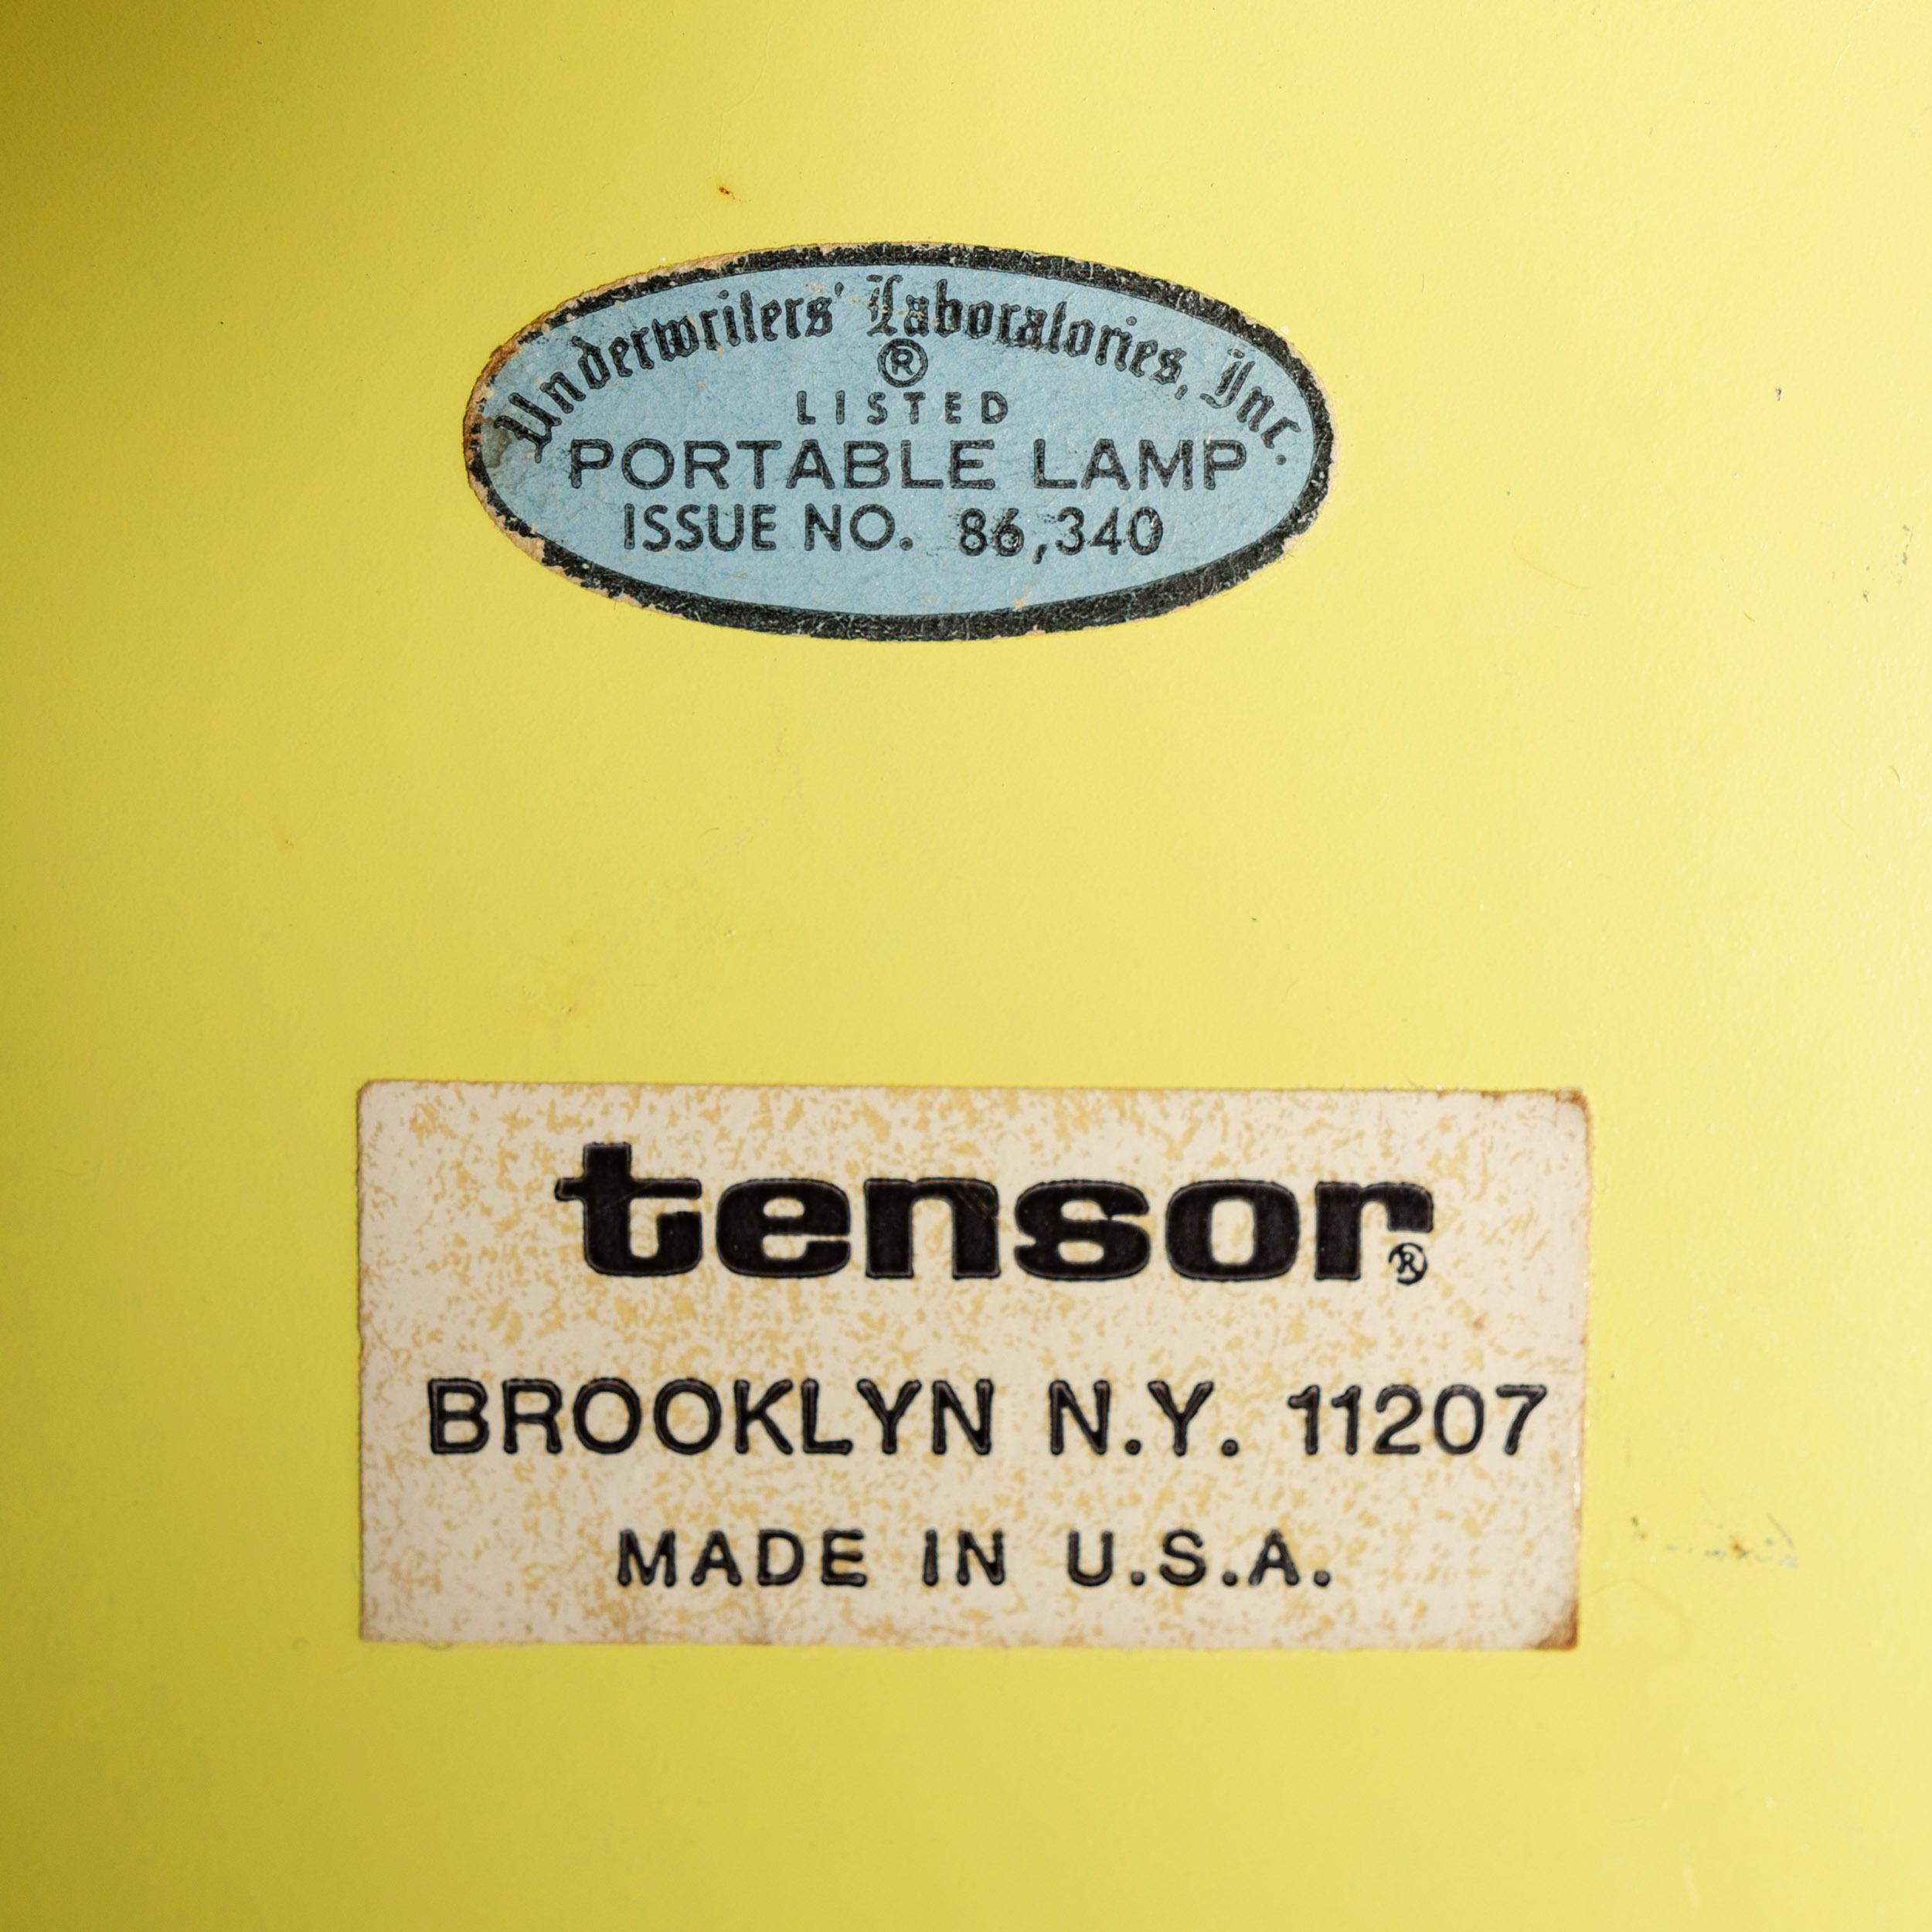 Underwriters' Laboratories, Inc.
®
LISTED
PORTABLE LAMP
ISSUE NO. 86,340
tensor®
BROOKLYN N.Y. 11207
MADE IN U.S.A.